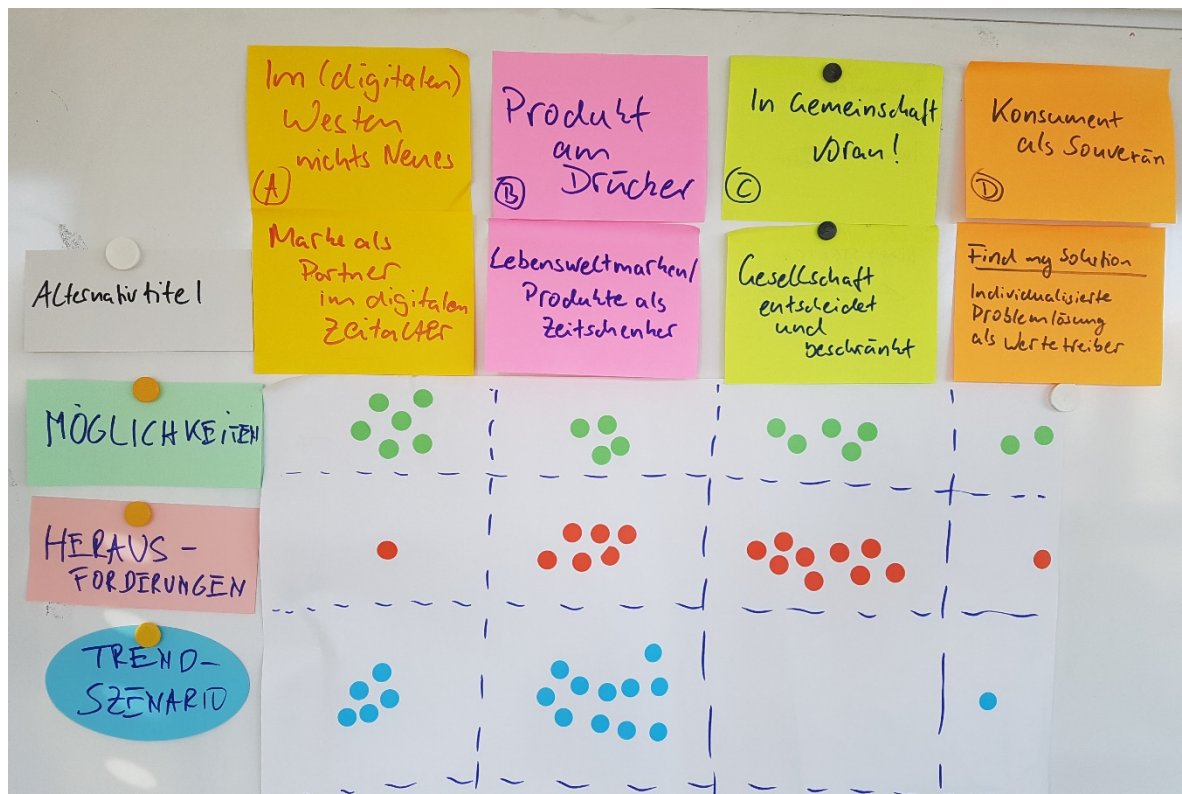 Im (digitalen)
Westen
nichts Neues
A
Produkt
am
Drücker
B
In Gemeinschaft
voran!
C
Konsument
als Souverän
D
Alternativtitel
Marke als
Partner
im digitalen
Zeitalter
Lebensweltmarken/
Produkte als
Zeitschenker
Gesellschaft
entscheidet
und
beschränkt
Find my Solution
Individualisierte
Problemlösung
als Wertetreiber
MÖGLICHKEITEN
HERAUS-
FORDERUNGEN
TREND-
SZENARIO